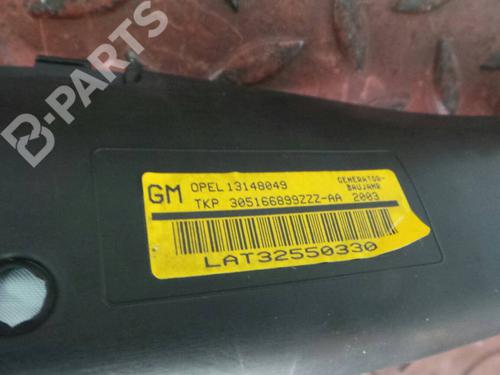 B-PARTS
GM OPEL 13148049 GENERATOR-
TKP 305166899ZZZ-AA 2003 BAUJAHR
LAT32550330